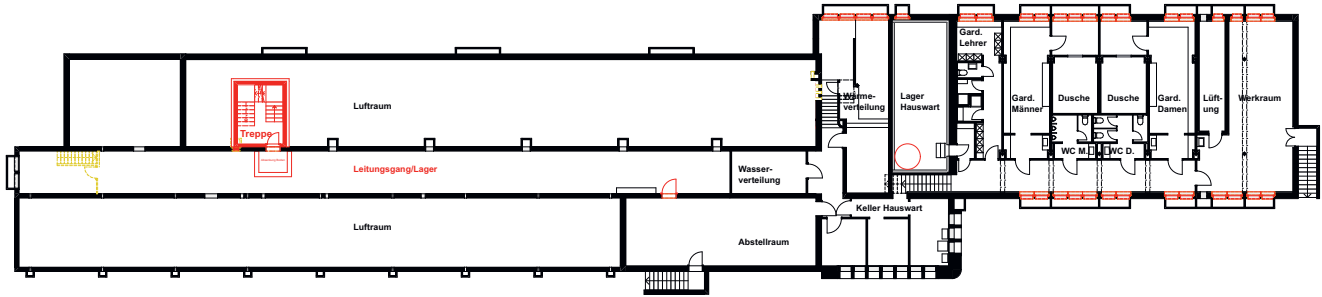 Gard.
Lehrer
Luftraum
Wärme-
verteilung
Lager
Hauswart
Gard.
Männer
Dusche
Dusche
Gard.
Damen
Lüft-
ung
Werkraum
Treppe
WC M.
WC D.
Leitungsgang/Lager
Wasser-
verteilung
Keller Hauswart
Luftraum
Abstellraum